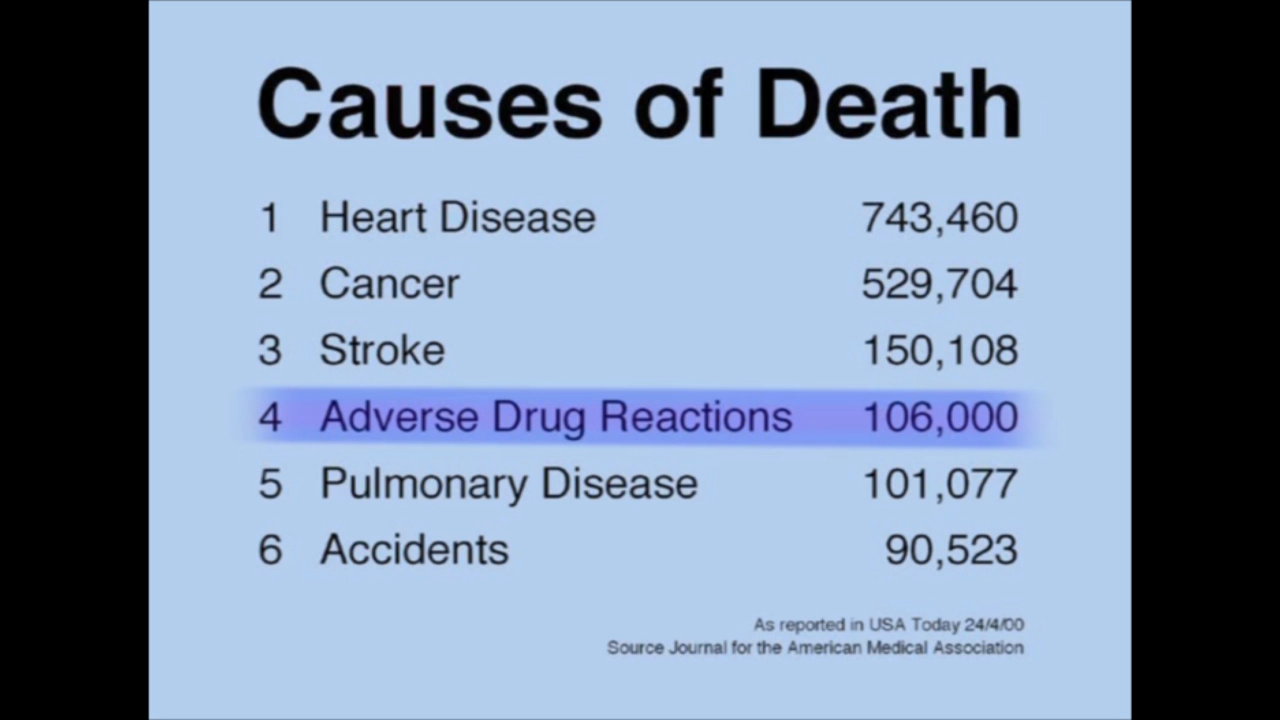 Causes of Death
1 Heart Disease 743,460
2 Cancer 529,704
3 Stroke 150,108
4 Adverse Drug Reactions 106,000
5 Pulmonary Disease 101,077
6 Accidents 90,523
As reported in USA Today 24/4/00
Source Journal for the American Medical Association